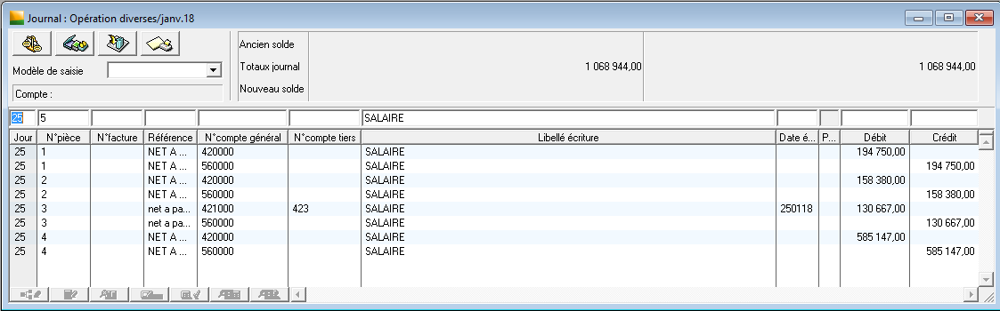 Journal : Opération diverses/janv.18
Ancien solde
Modèle de saisie
Totaux journal 1 068 944,00 1 068 944,00
Compte :
Nouveau solde
25 5 SALAIRE
Jour N°pièce N°facture Référence N°compte général N°compte tiers Libellé écriture Date é... P... Débit Crédit
25 1 NET A ... 420000 SALAIRE 194 750,00
25 1 NET A ... 560000 SALAIRE 194 750,00
25 2 NET A ... 420000 SALAIRE 158 380,00
25 2 NET A ... 560000 SALAIRE 158 380,00
25 3 net a pa... 421000 423 SALAIRE 250118 130 667,00
25 3 net a pa... 560000 SALAIRE 130 667,00
25 4 NET A ... 420000 SALAIRE 585 147,00
25 4 NET A ... 560000 SALAIRE 585 147,00